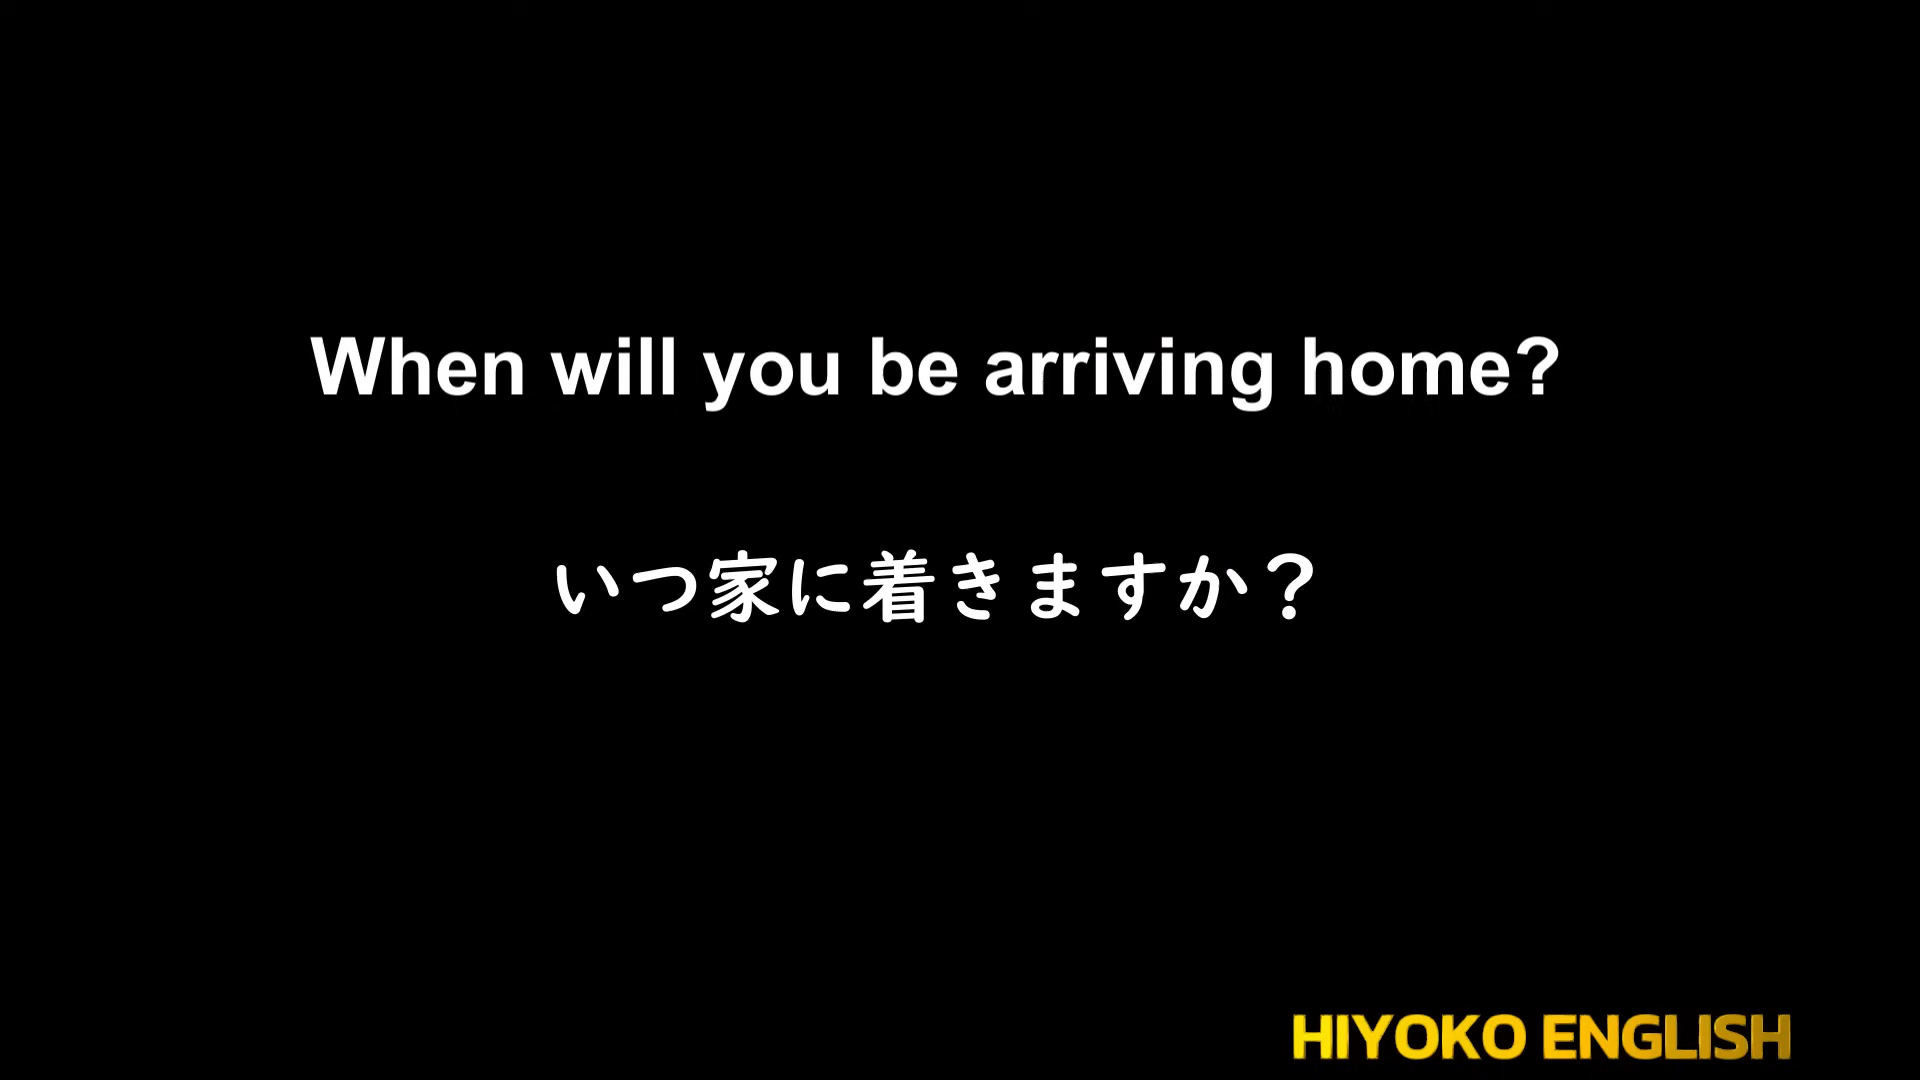 When will you be arriving home?
いつ家に着きますか？
HIYOKO ENGLISH